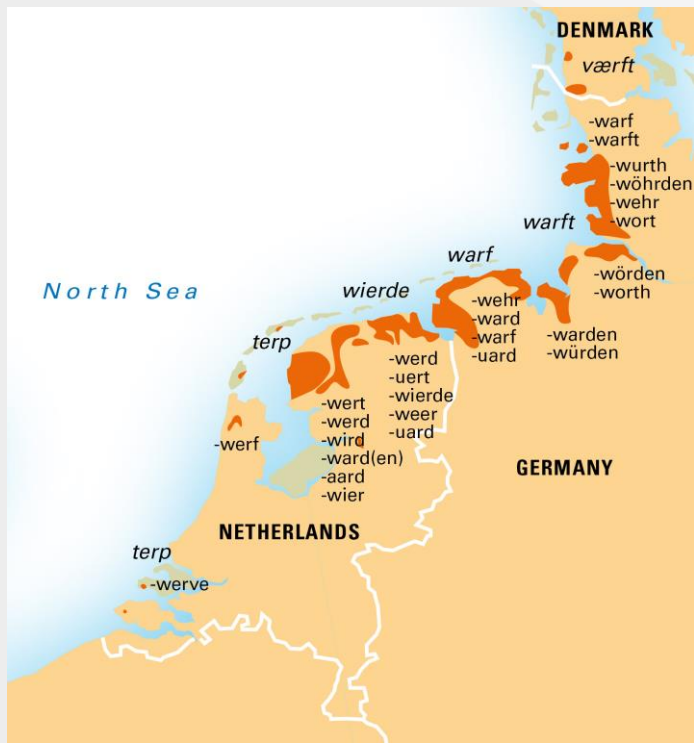 DENMARK
værft
-warf
-warft
-wurth
-wöhrden
-wehr
-wort
warft
warf
-wörden
-worth
North Sea
wierde
-wehr
-ward
-warf
-uard
-warden
-würden
terp
-werd
-uert
-wierde
-weer
-uard
-wert
-werd
-wird
-ward(en)
-aard
-wier
-werf
GERMANY
NETHERLANDS
terp
-werve